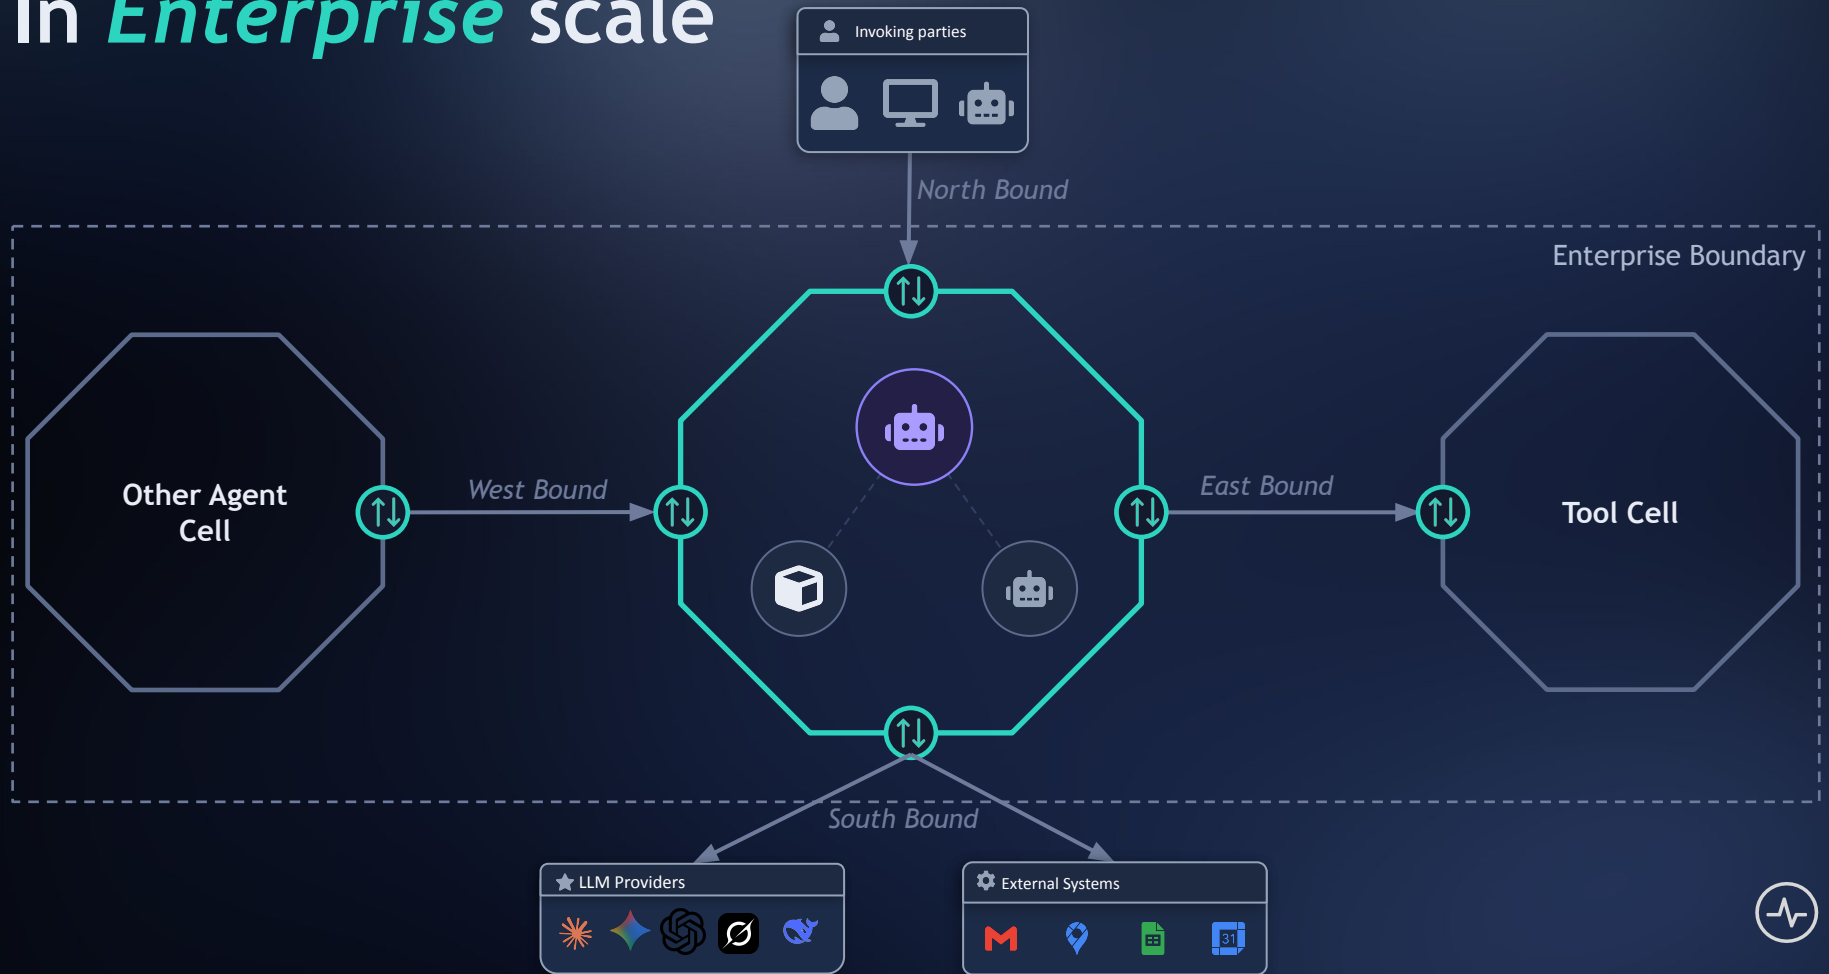 In Enterprise scale
Invoking parties
North Bound
Enterprise Boundary
Other Agent
Cell
West Bound
East Bound
Tool Cell
South Bound
LLM Providers
External Systems
31